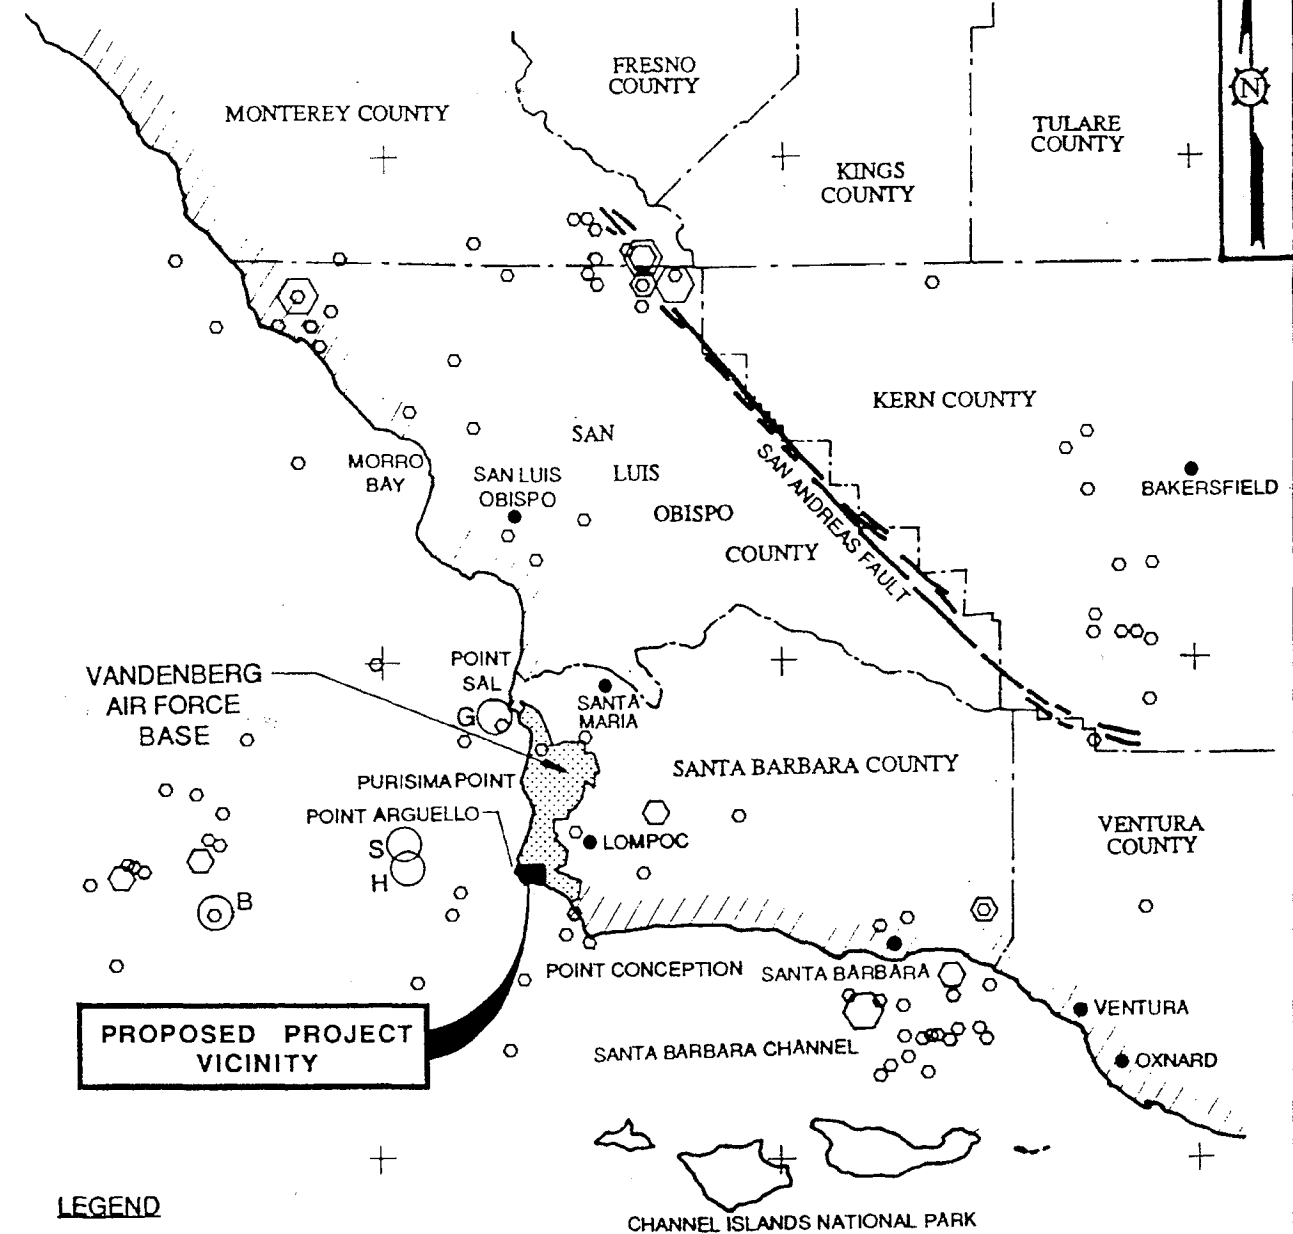 FRESNO
COUNTY
MONTEREY COUNTY
TULARE
COUNTY
KINGS
COUNTY
N
KERN COUNTY
SAN
LUIS
OBISPO
COUNTY
MORRO
BAY
SAN LUIS
OBISPO
SAN ANDREAS FAULT
BAKERSFIELD
POINT
SAL
VANDENBERG
AIR FORCE
BASE
G
SANTA
MARIA
SANTA BARBARA COUNTY
PURISIMA POINT
POINT ARGUELLO
LOMPOC
VENTURA
COUNTY
S
H
B
POINT CONCEPTION
SANTA BARBARA
VENTURA
PROPOSED PROJECT
VICINITY
SANTA BARBARA CHANNEL
OXNARD
LEGEND
CHANNEL ISLANDS NATIONAL PARK